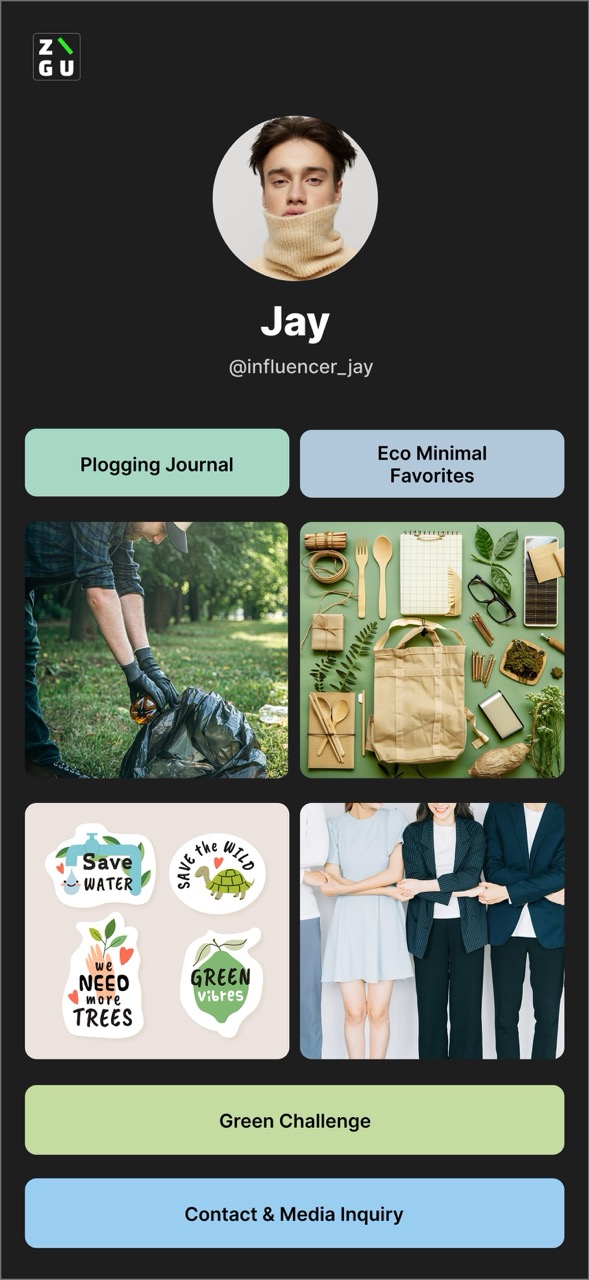 Z
G U
Jay
@influencer_jay
Plogging Journal
Eco Minimal
Favorites
Save
WATER
SAVE the WILD
we
NEED
more
TREES
GREEN
vibres
Green Challenge
Contact & Media Inquiry